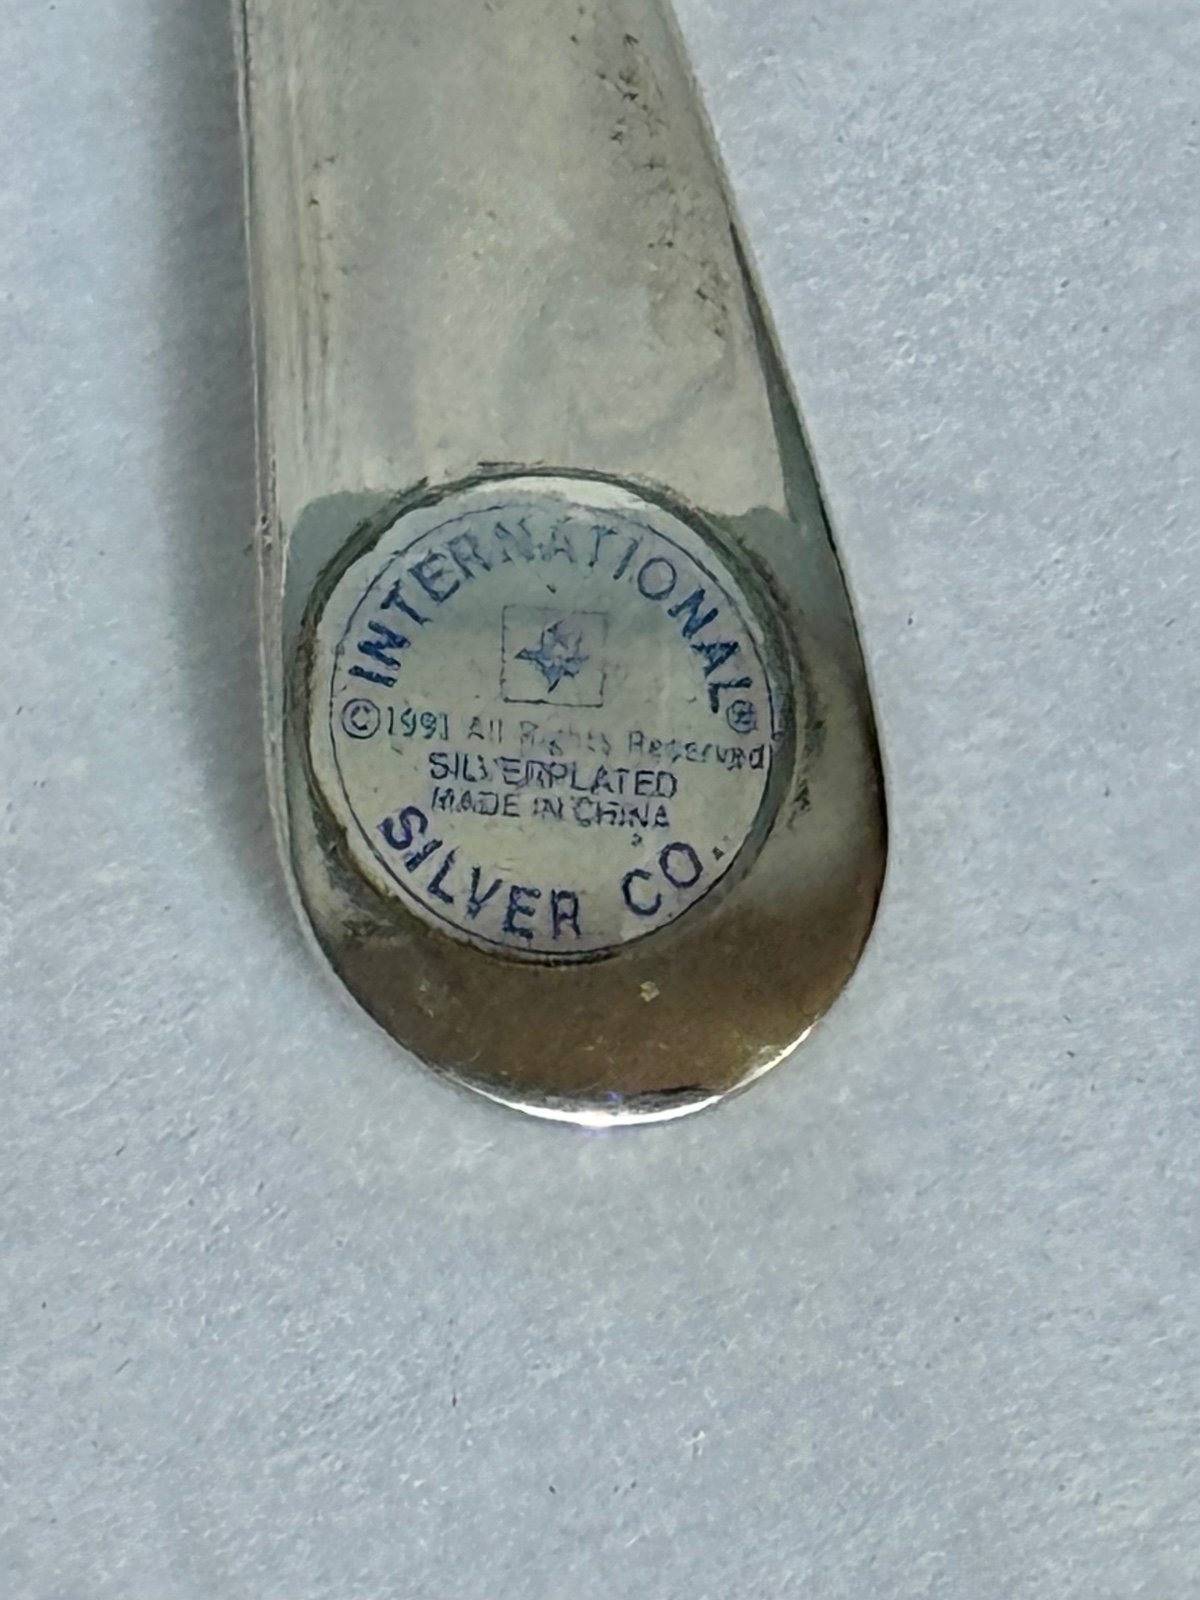 INTERNATIONAL®
©1991 All Rights Reserved
SILVERPLATED
MADE IN CHINA
SILVER CO.